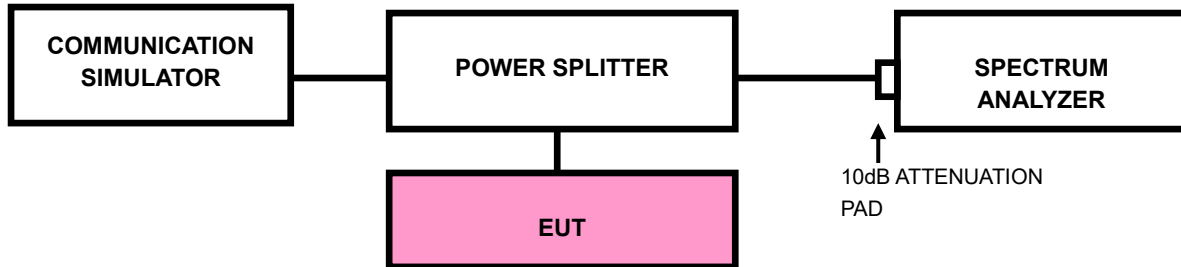 COMMUNICATION
SIMULATOR
POWER SPLITTER
SPECTRUM
ANALYZER
10dB ATTENUATION
PAD
EUT